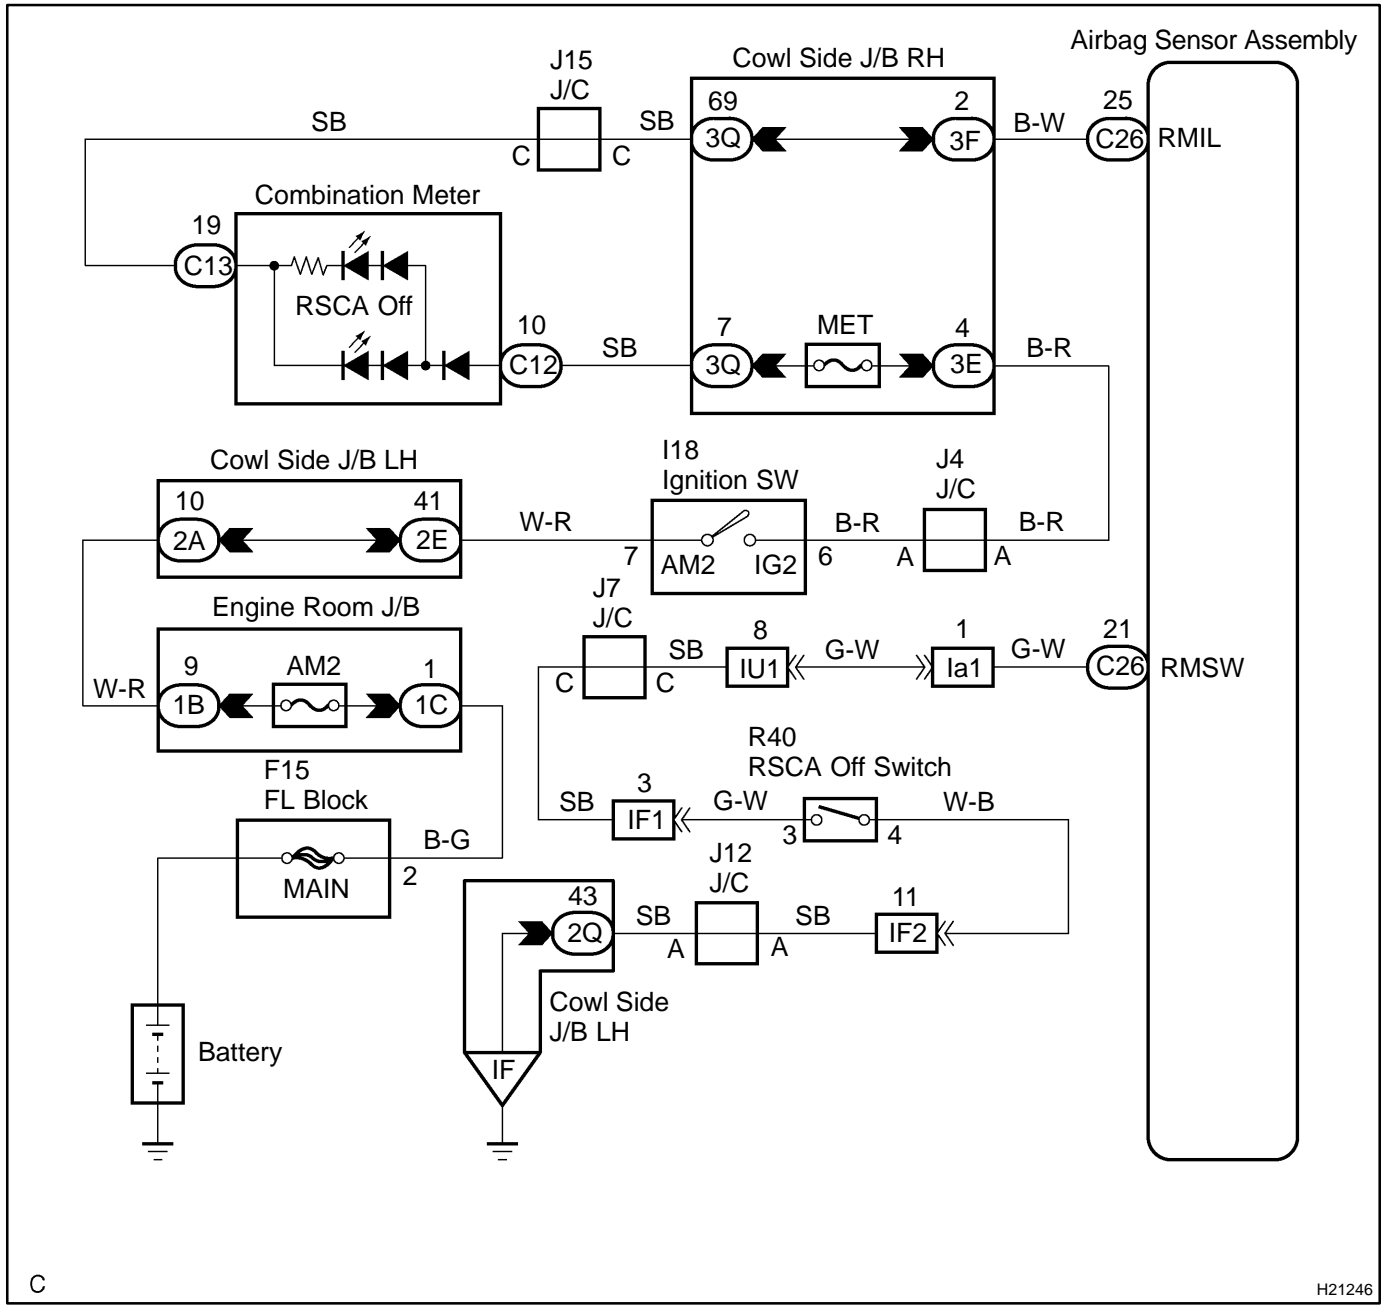 Airbag Sensor Assembly
J15
J/C
Cowl Side J/B RH
SB
SB
69
2
B-W
25
C
C
3Q
3F
C26
RMIL
Combination Meter
19
C13
RSCA Off
10
C12
SB
7
MET
4
B-R
3Q
3E
Cowl Side J/B LH
I18
Ignition SW
J4
J/C
10
41
W-R
B-R
B-R
2A
2E
7
AM2
IG2
6
A
A
Engine Room J/B
J7
J/C
8
1
21
SB
G-W
G-W
C
C
IU1
Ia1
C26
RMSW
W-R
9
AM2
1
1B
1C
F15
FL Block
R40
RSCA Off Switch
3
SB
IF1
G-W
W-B
3
4
B-G
MAIN
2
J12
J/C
43
SB
SB
11
2Q
A
A
IF2
Cowl Side
J/B LH
Battery
IF
C
H21246